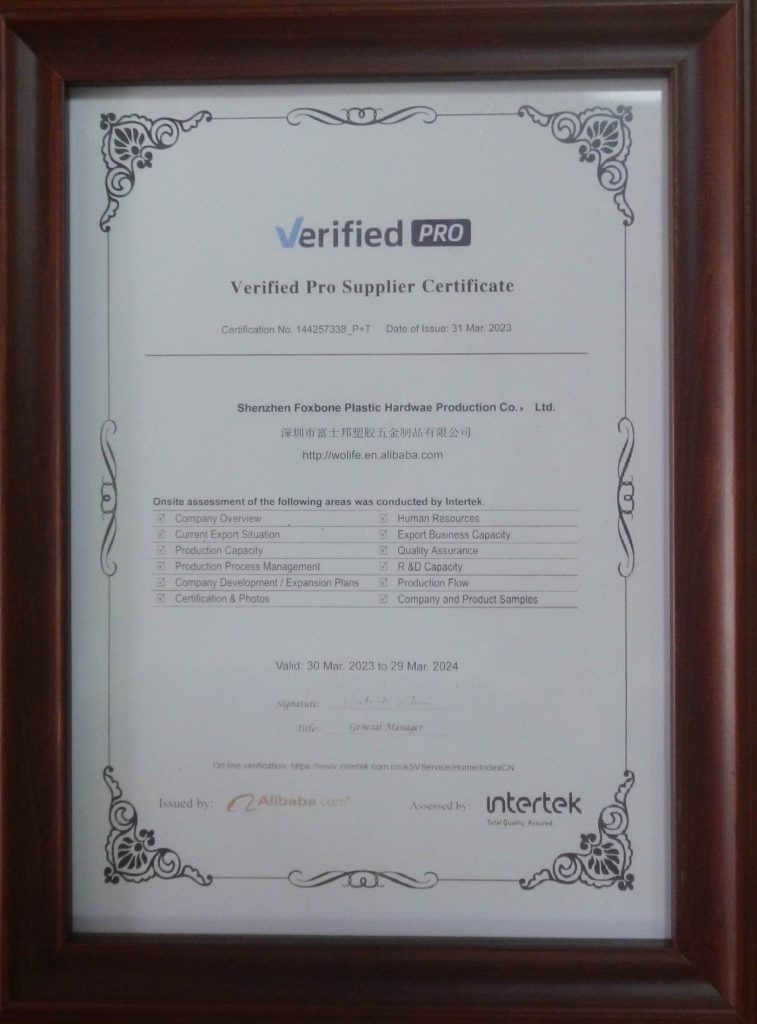 Verified PRO
Verified Pro Supplier Certificate
Certification No. 144257338_P+T Date of Issue: 31 Mar. 2023
Shenzhen Foxbone Plastic Hardwae Production Co., Ltd.
深圳市富士邦塑胶五金制品有限公司
http://wolife.en.alibaba.com
Onsite assessment of the following areas was conducted by Intertek.
☑ Company Overview ☑ Human Resources
☑ Current Export Situation ☑ Export Business Capacity
☑ Production Capacity ☑ Quality Assurance
☑ Production Process Management ☑ R &D Capacity
☑ Company Development / Expansion Plans ☑ Production Flow
☑ Certification & Photos ☑ Company and Product Samples
Valid: 30 Mar. 2023 to 29 Mar. 2024
Signature:
Title: General Manager
On line verification: https://www.intertek.com.cn/ASVService/Home/IndexCN
Issued by: Alibaba.com Assessed by: intertek
Total Quality. Assured.